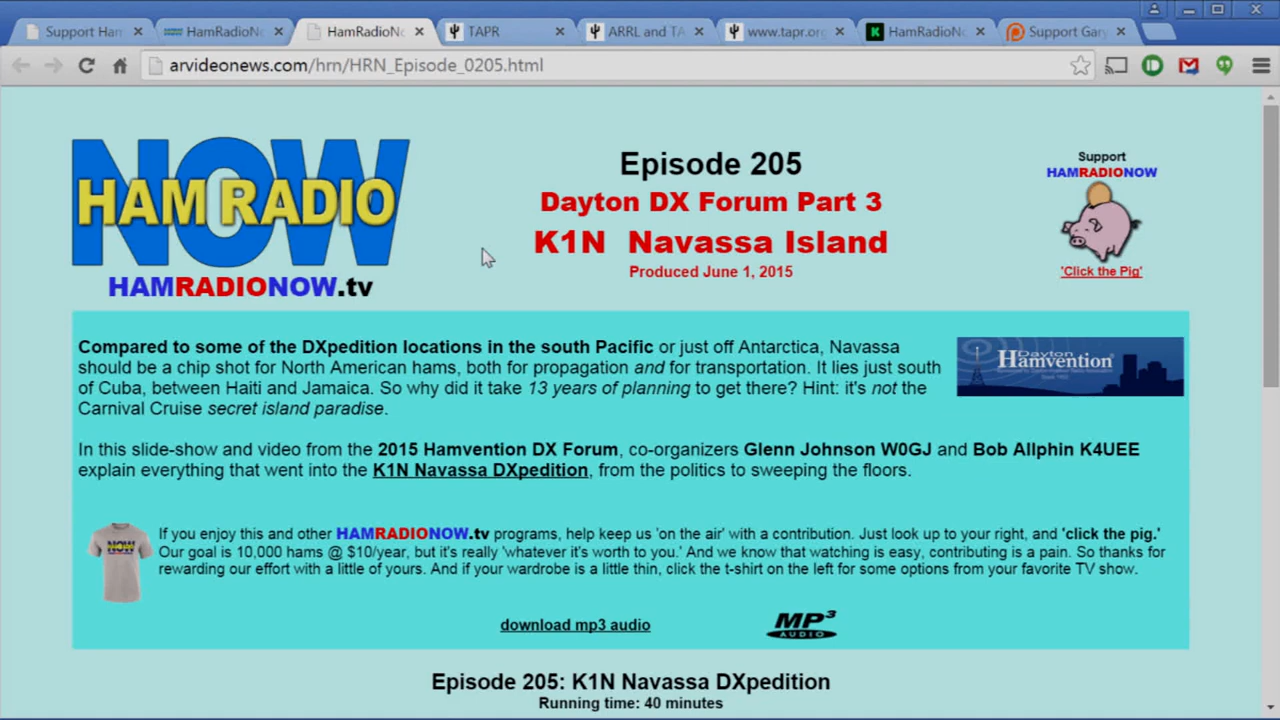 Support Ham
HamRadioNo
HamRadioNo
TAPR
ARRL and TA
www.tapr.org
HamRadioNo
Support Gary
arvideonews.com/hrn/HRN_Episode_0205.html
NOW
HAM RADIO
HAMRADIONOW.tv
Episode 205
Dayton DX Forum Part 3
K1N Navassa Island
Produced June 1, 2015
Support
HAMRADIONOW
'Click the Pig'
Compared to some of the DXpedition locations in the south Pacific or just off Antarctica, Navassa
should be a chip shot for North American hams, both for propagation and for transportation. It lies just south
of Cuba, between Haiti and Jamaica. So why did it take 13 years of planning to get there? Hint: it's not the
Carnival Cruise secret island paradise.
Dayton
Hamvention
In this slide-show and video from the 2015 Hamvention DX Forum, co-organizers Glenn Johnson W0GJ and Bob Allphin K4UEE
explain everything that went into the K1N Navassa DXpedition, from the politics to sweeping the floors.
NOW
If you enjoy this and other HAMRADIONOW.tv programs, help keep us 'on the air' with a contribution. Just look up to your right, and 'click the pig.'
Our goal is 10,000 hams @ $10/year, but it's really 'whatever it's worth to you.' And we know that watching is easy, contributing is a pain. So thanks for
rewarding our effort with a little of yours. And if your wardrobe is a little thin, click the t-shirt on the left for some options from your favorite TV show.
download mp3 audio
MP3
AUDIO
Episode 205: K1N Navassa DXpedition
Running time: 40 minutes